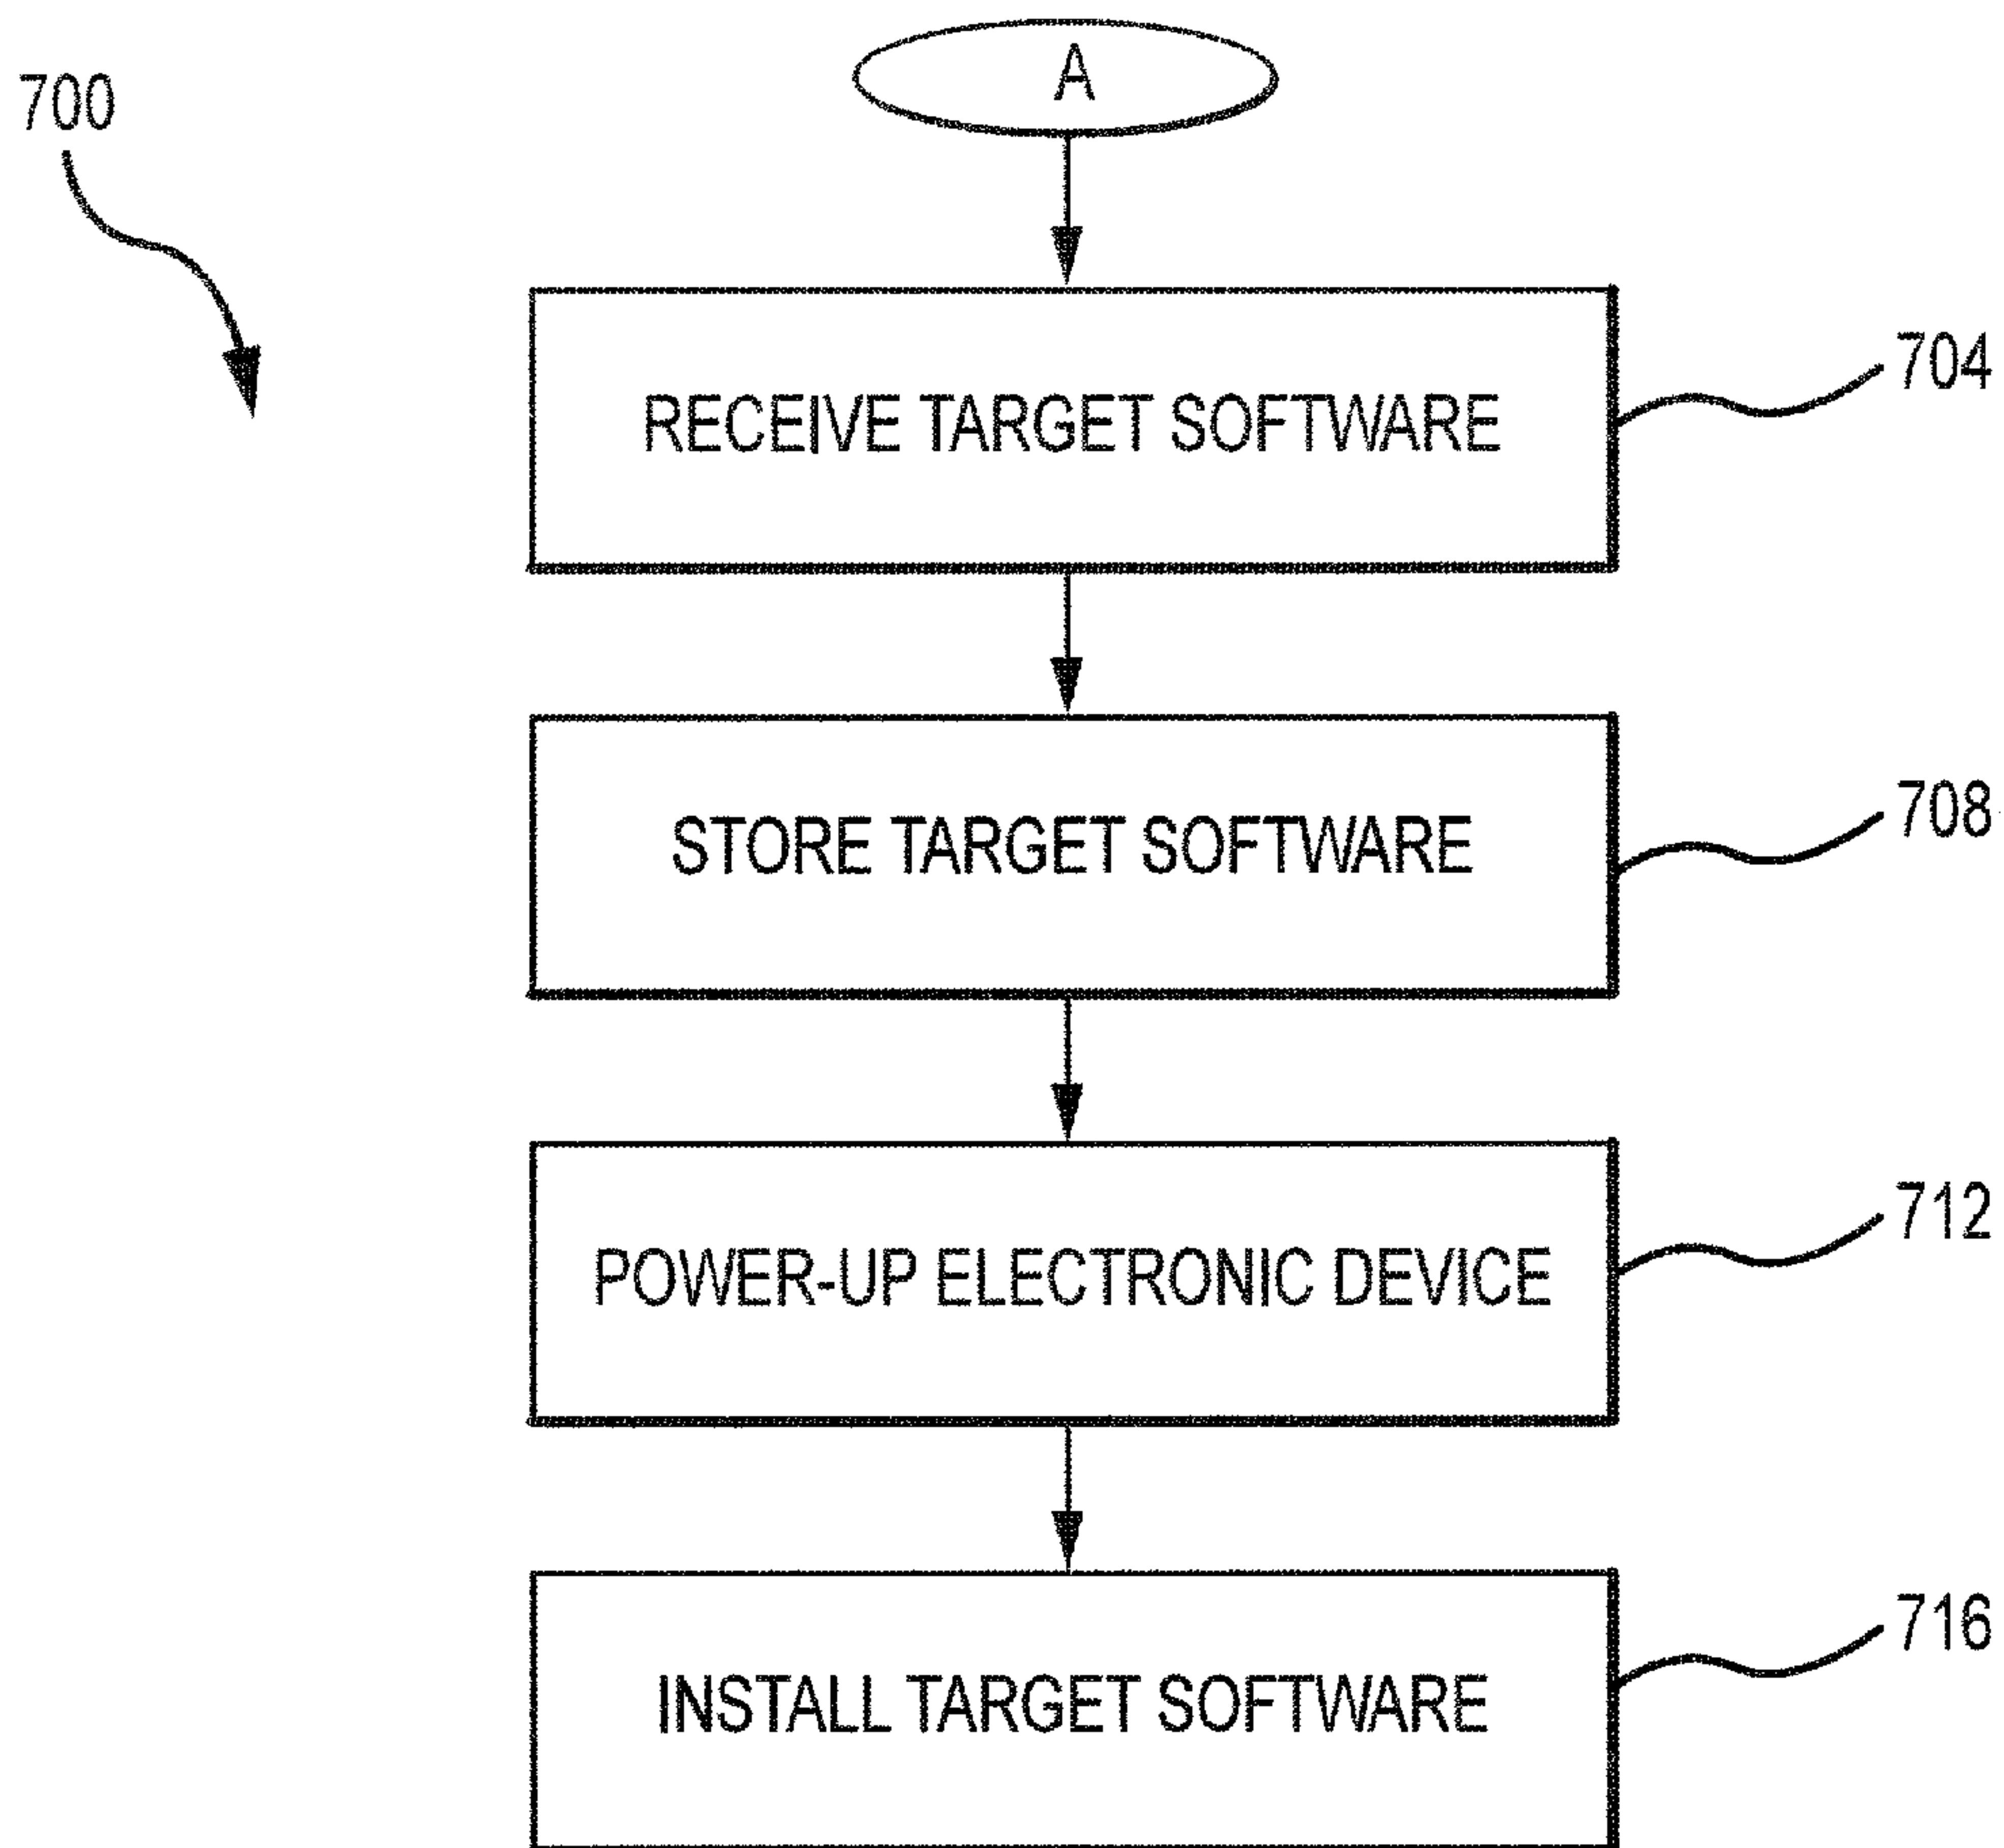 A
700
RECEIVE TARGET SOFTWARE
704
STORE TARGET SOFTWARE
708
POWER-UP ELECTRONIC DEVICE
712
INSTALL TARGET SOFTWARE
716